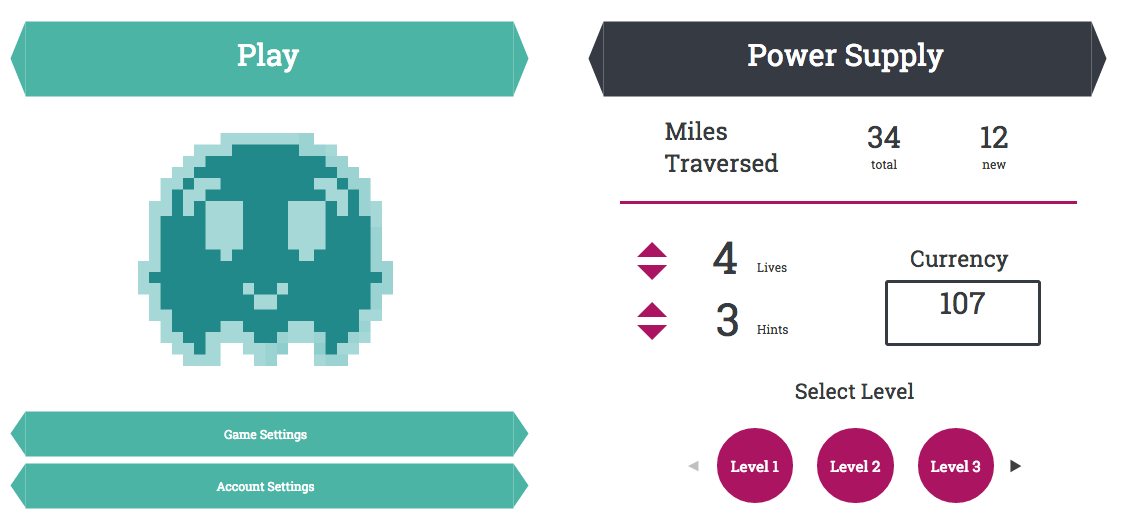 Play
Game Settings
Account Settings
Power Supply
Miles
Traversed
34
total
12
new
4 Lives
3 Hints
Currency
107
Select Level
Level 1 Level 2 Level 3